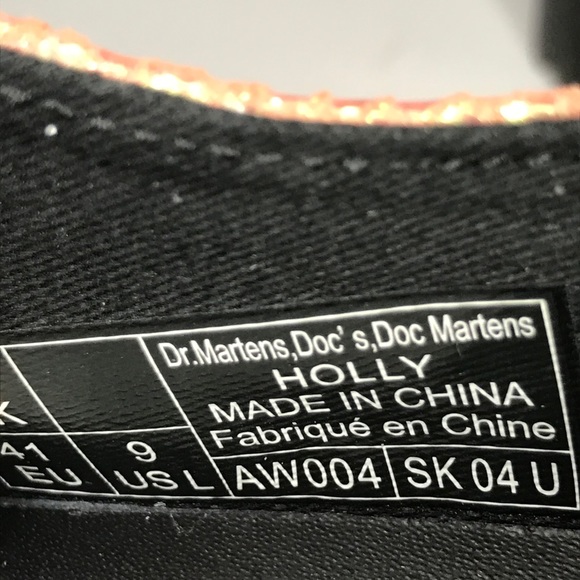 Dr.Martens,Doc's,Doc Martens
HOLLY
MADE IN CHINA
Fabriqué en Chine
K
41 EU
9 US L
AW004
SK 04 U